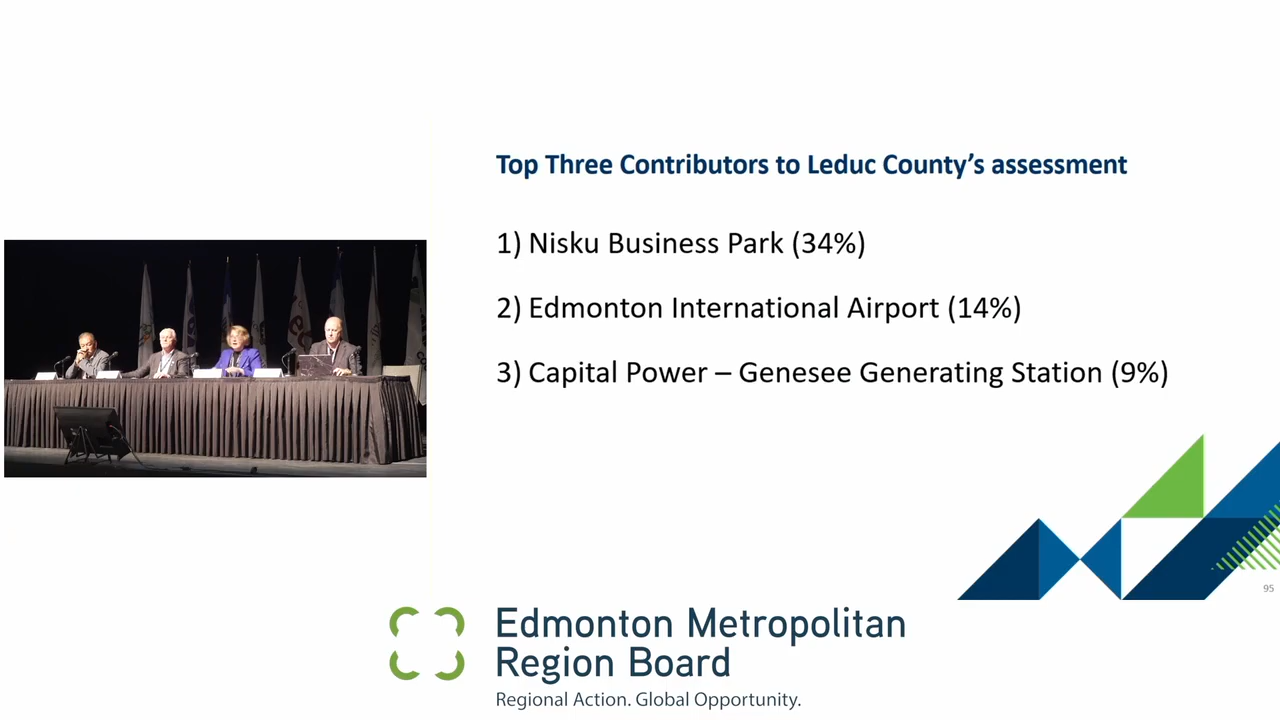 Top Three Contributors to Leduc County's assessment
1) Nisku Business Park (34%)
2) Edmonton International Airport (14%)
3) Capital Power – Genesee Generating Station (9%)
95
Edmonton Metropolitan
Region Board
Regional Action. Global Opportunity.